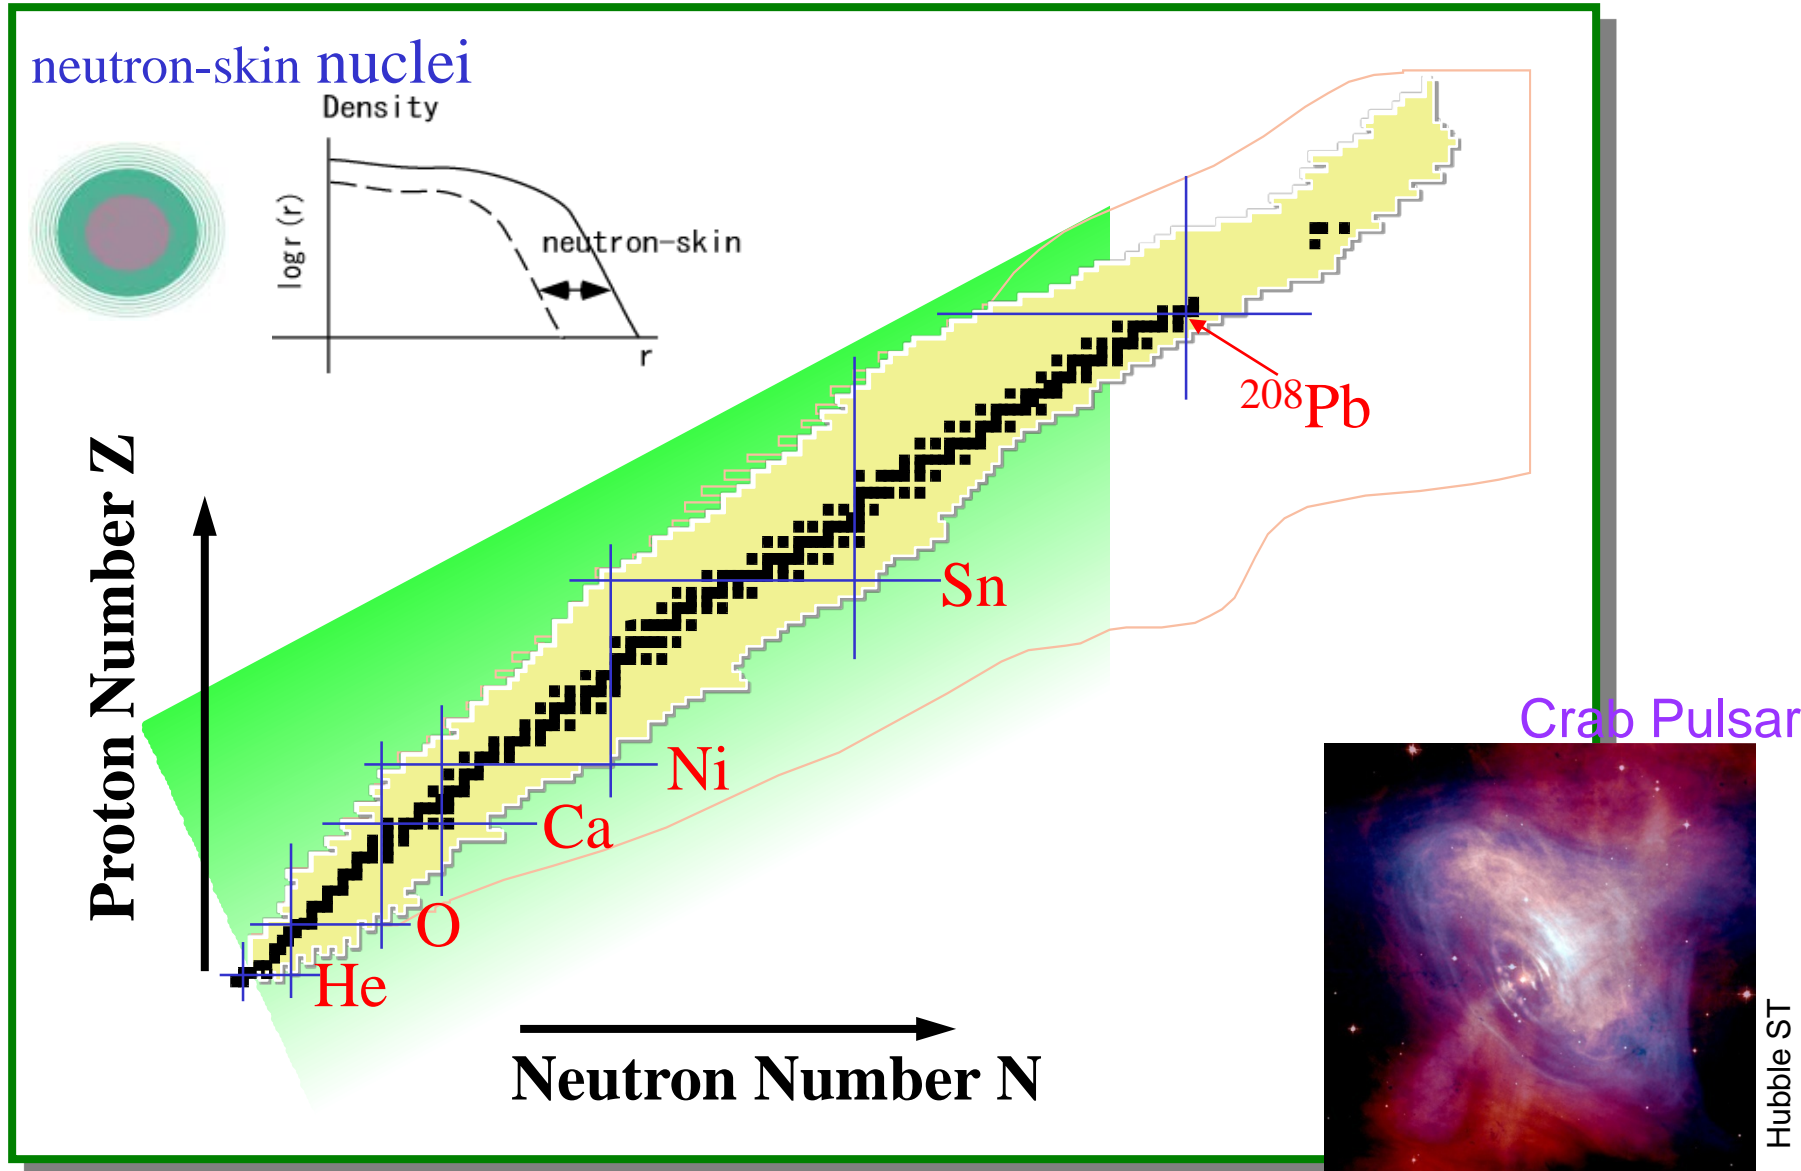 neutron-skin nuclei
Density
logr(r)
neutron-skin
r
208Pb
Sn
Ni
Ca
O
He
Proton Number Z
Neutron Number N
Crab Pulsar
Hubble ST